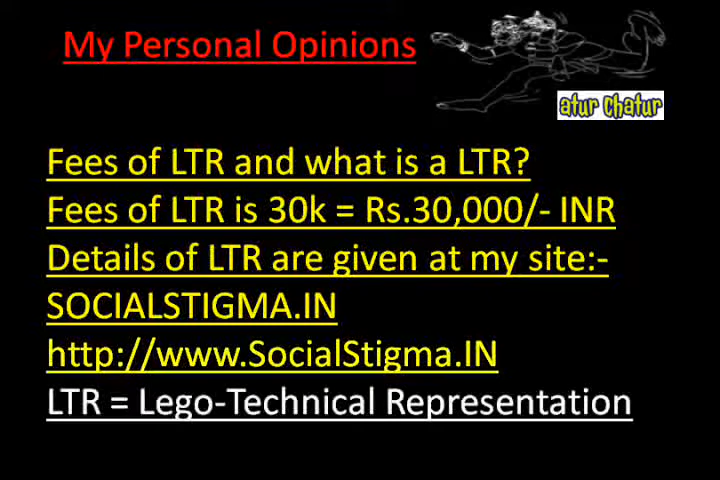 My Personal Opinions
atur chatur
Fees of LTR and what is a LTR?
Fees of LTR is 30k = Rs.30,000/- INR
Details of LTR are given at my site:-
SOCIALSTIGMA.IN
http://www.SocialStigma.IN
LTR = Lego-Technical Representation